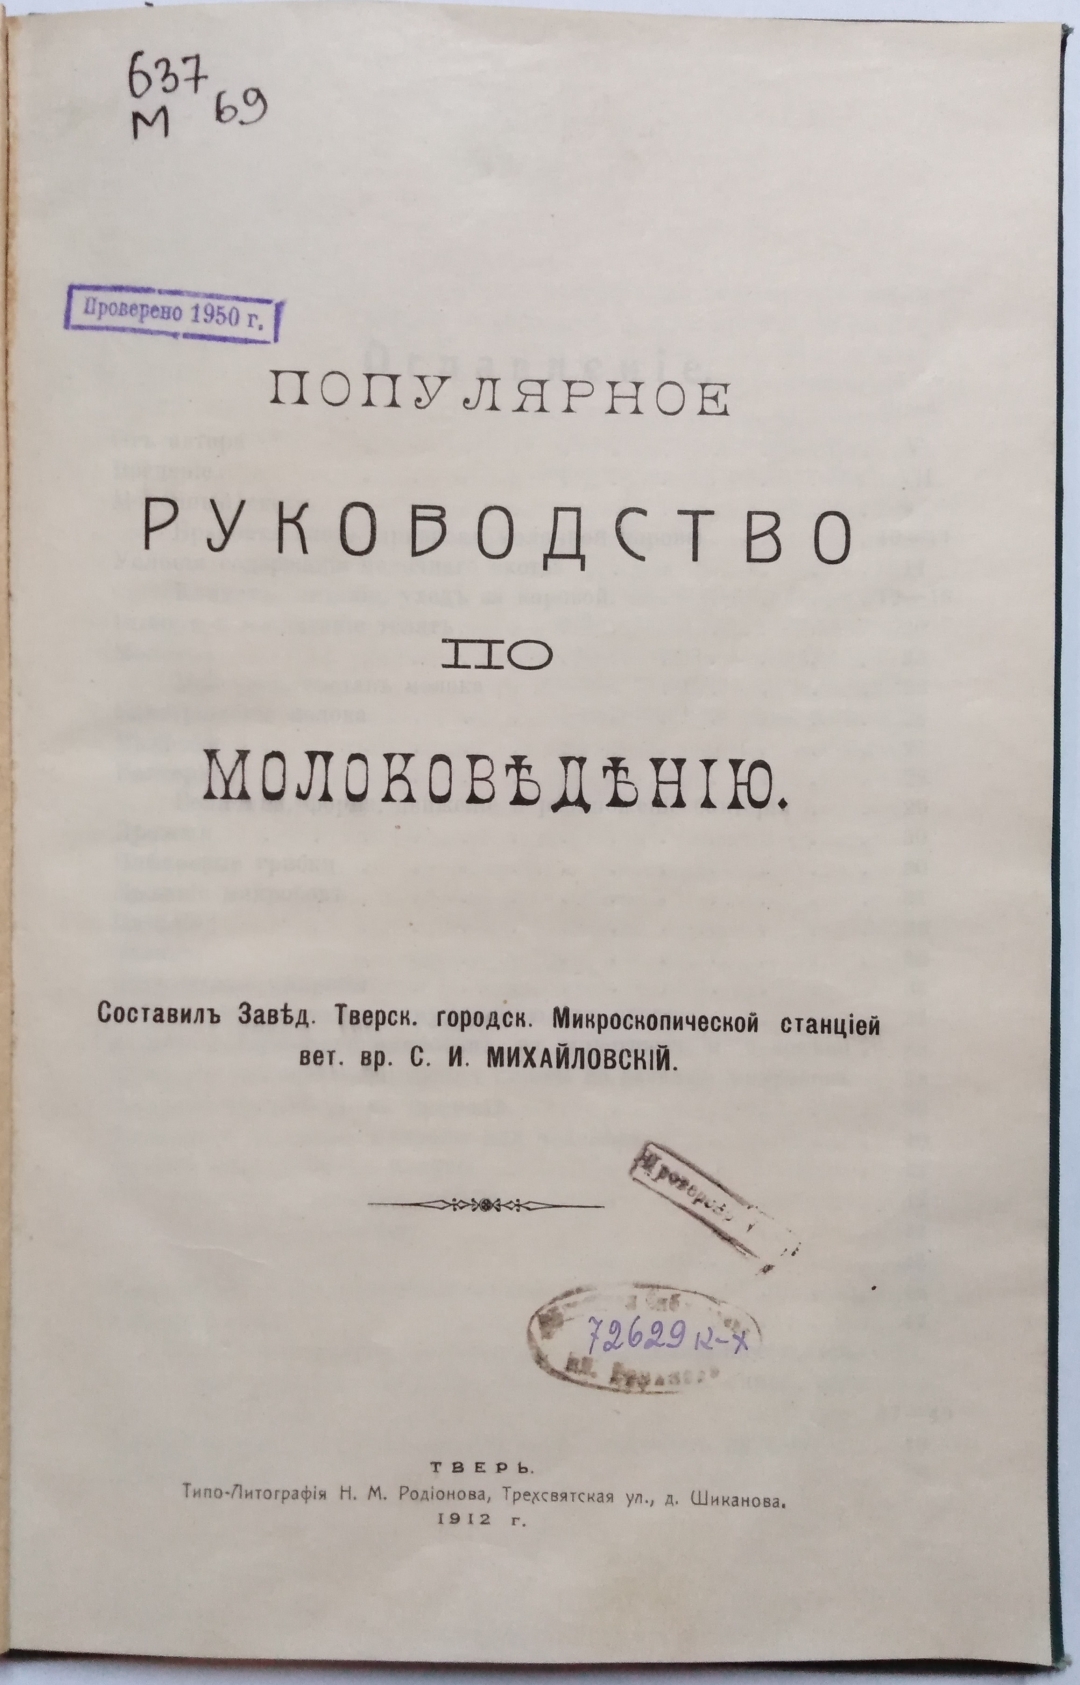 637
М 69
Проверено 1950 г.
ПОПУЛЯРНОЕ
РУКОВОДСТВО
ПО
МОЛОКОВѢДѢНІЮ.
Составилъ Завѣд. Тверск. городск. Микроскопической станціей
вет. вр. С. И. МИХАЙЛОВСКІЙ.
Проверено
72629 к-х
ТВЕРЬ.
Типо-Литографія Н. М. Родіонова, Трехсвятская ул., д. Шиканова.
1912 г.